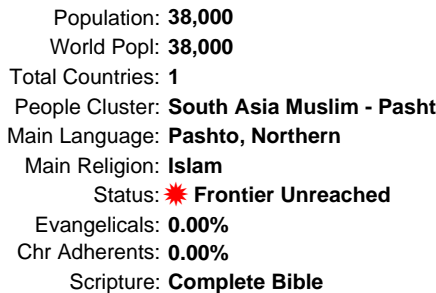 Population: 38,000
World Popl: 38,000
Total Countries: 1
People Cluster: South Asia Muslim - Pasht
Main Language: Pashto, Northern
Main Religion: Islam
Status: Frontier Unreached
Evangelicals: 0.00%
Chr Adherents: 0.00%
Scripture: Complete Bible